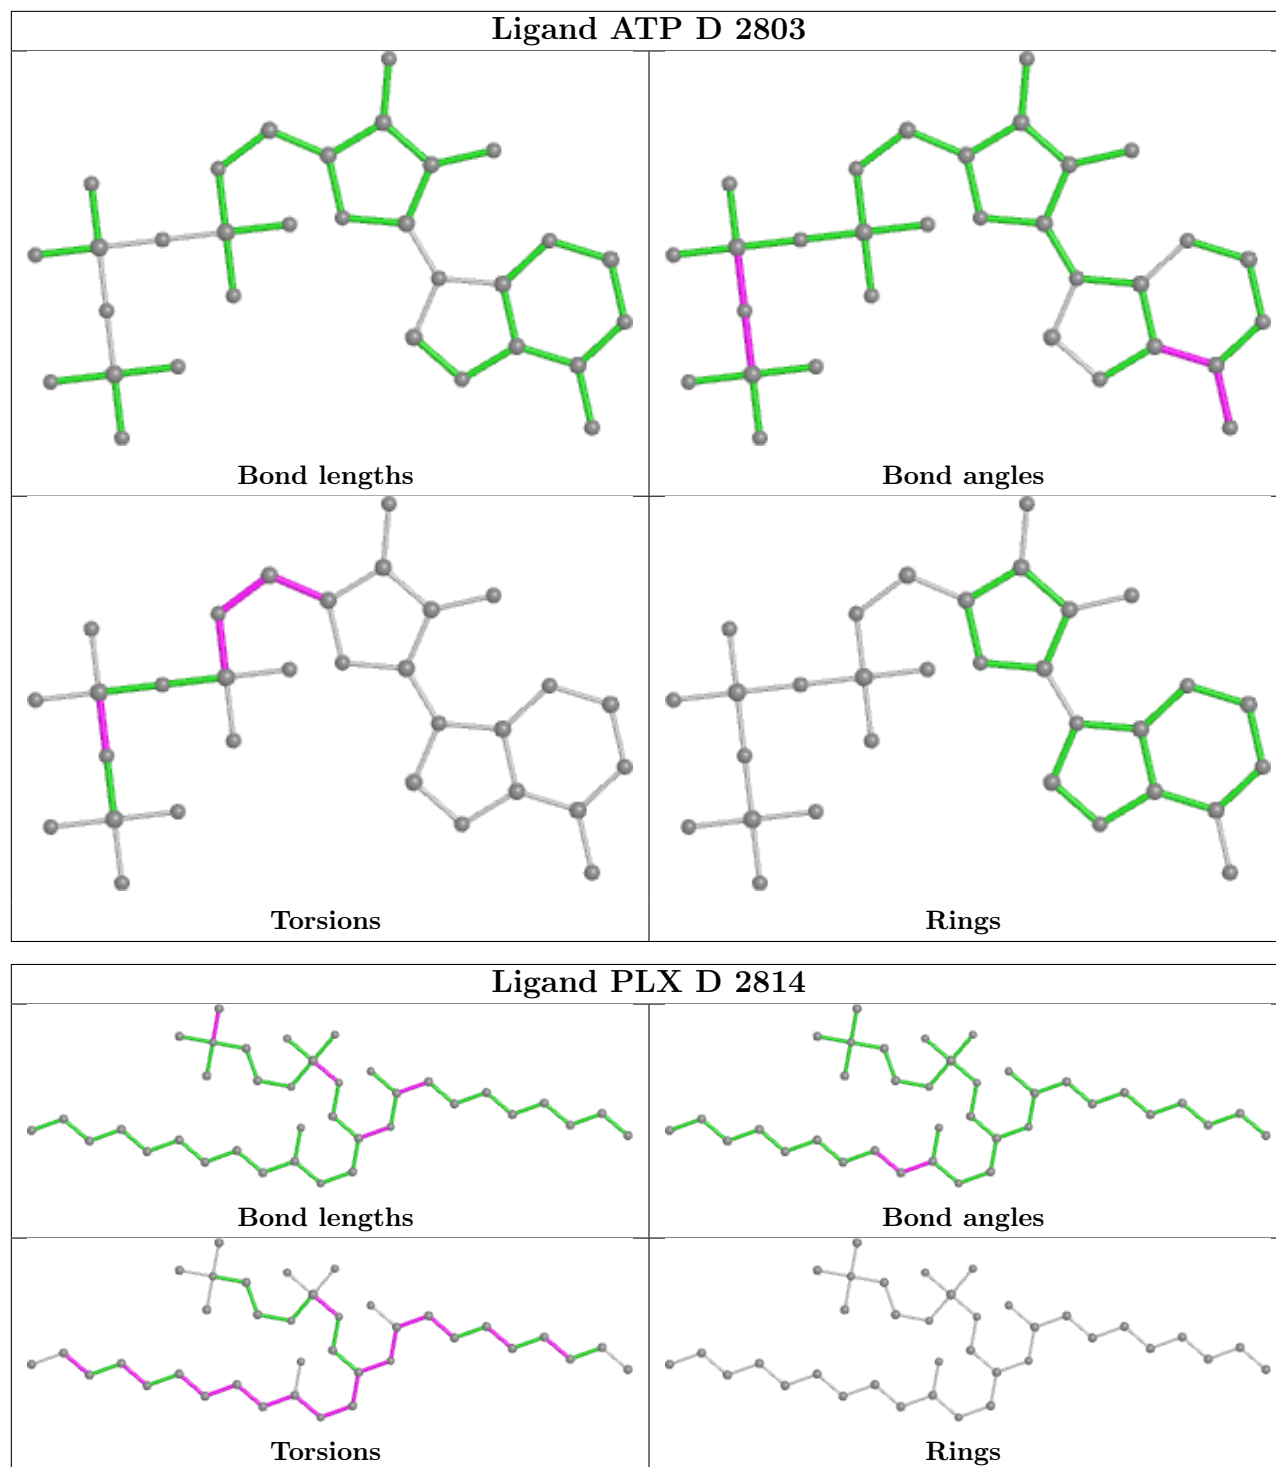 Ligand ATP D 2803
Bond lengths
Bond angles
Torsions
Rings
Ligand PLX D 2814
Bond lengths
Bond angles
Torsions
Rings